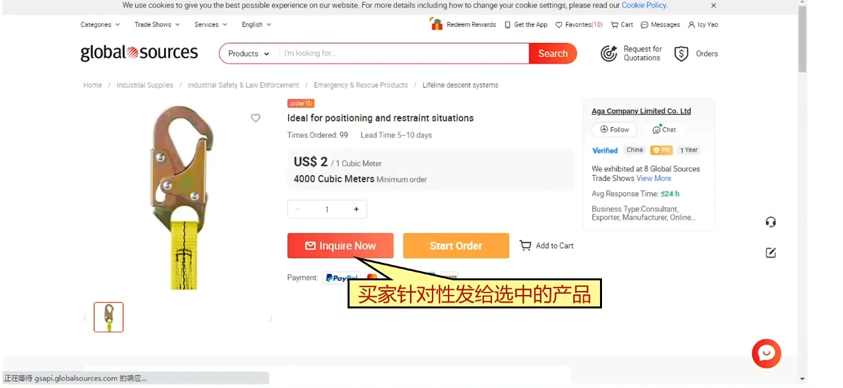 We use cookies to give you the best possible experience on our website. For more details including how to change your cookie settings, please read our Cookie Policy.
Categories Trade Shows Services English
Redeem Rewards Get the App Favorites(10) Cart Messages Icy Yao
global sources
Products I'm looking for... Search
Request for Quotations
Orders
Home / Industrial Supplies / Industrial Safety & Law Enforcement / Emergency & Rescue Products / Lifeline descent systems
Ideal for positioning and restraint situations
Times Ordered: 99 Lead Time 5-10 days
US$ 2 / 1 Cubic Meter
4000 Cubic Meters Minimum order
- 1 +
Inquire Now Start Order Add to Cart
Payment: PayPal
买家针对性发给选中的产品
Aga Company Limited Co. Ltd
Follow Chat
Verified China P6 1 Year
We exhibited at 8 Global Sources
Trade Shows View More
Avg Response Time: ≤24 h
Business Type:Consultant,
Exporter, Manufacturer, Online...
正在等待 gsapi.globalsources.com 的响应...